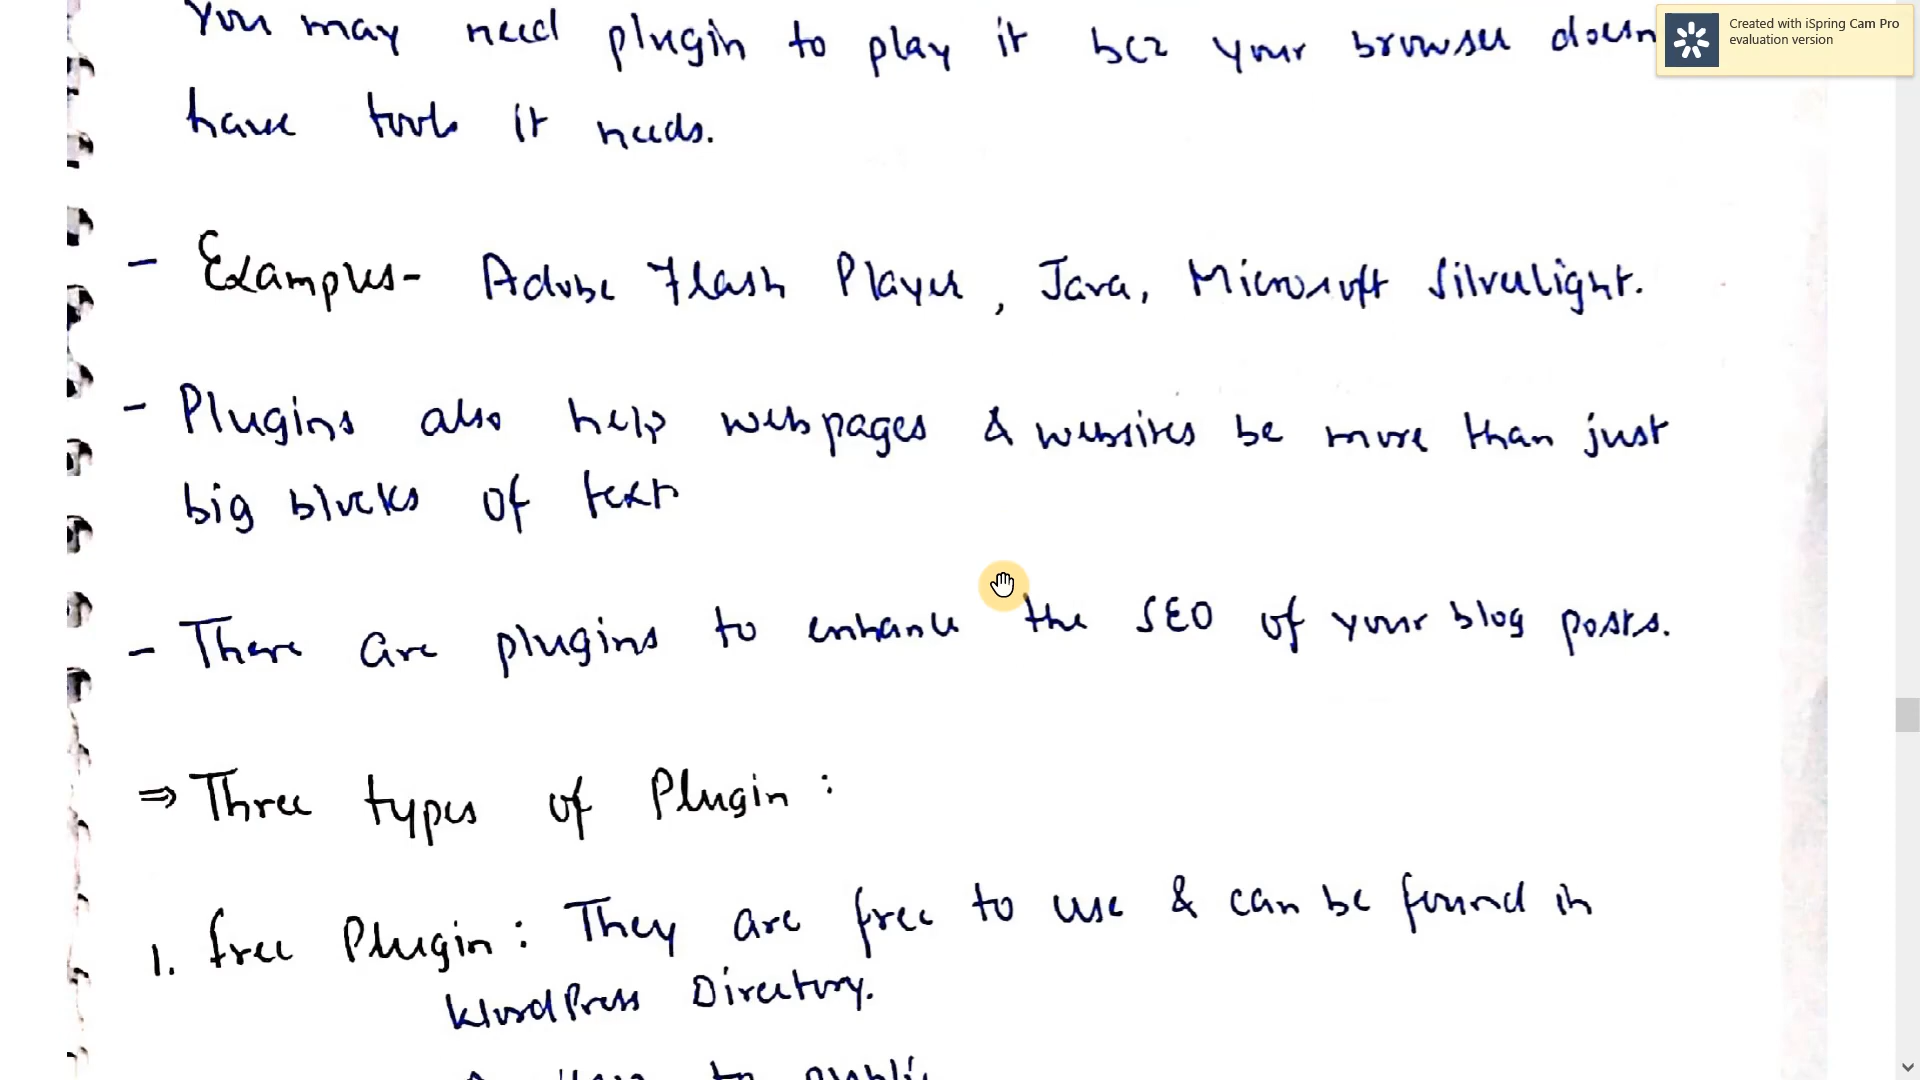 You may need plugin to play it bcz your browser doesn
have tools it needs.
- Examples- Adobe Flash Player, Java, Microsoft Silverlight.
- Plugins also help webpages & websites be more than just
big blocks of text
- There are plugins to enhance the SEO of your blog posts.
⇒ Three types of Plugin :
1. free Plugin : They are free to use & can be found in
WordPress Directory.
to
Created with iSpring Cam Pro
evaluation version